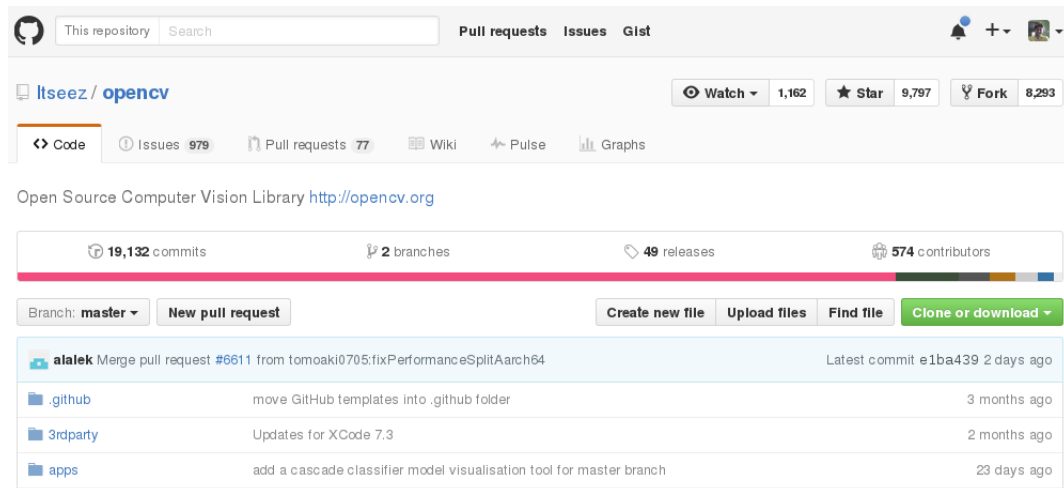 This repository Search Pull requests Issues Gist
Itseez / opencv Watch 1,162 Star 9,797 Fork 8,293
Code Issues 979 Pull requests 77 Wiki Pulse Graphs
Open Source Computer Vision Library http://opencv.org
19,132 commits 2 branches 49 releases 574 contributors
Branch: master New pull request Create new file Upload files Find file Clone or download
alalek Merge pull request #6611 from tomoaki0705:fixPerformanceSplitAarch64 Latest commit e1ba439 2 days ago
.github move GitHub templates into .github folder 3 months ago
3rdparty Updates for XCode 7.3 2 months ago
apps add a cascade classifier model visualisation tool for master branch 23 days ago